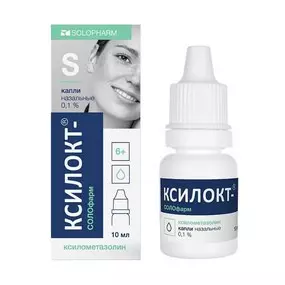 SOLOPHARM
S
капли
назальные
0,1 %
КСИЛОКТ-®
СОЛОфарм
6+
10 мл
ксилометазолин
КСИЛОКТ-®
СОЛОфарм
ксилометазолин
капли назальные
0,1 %